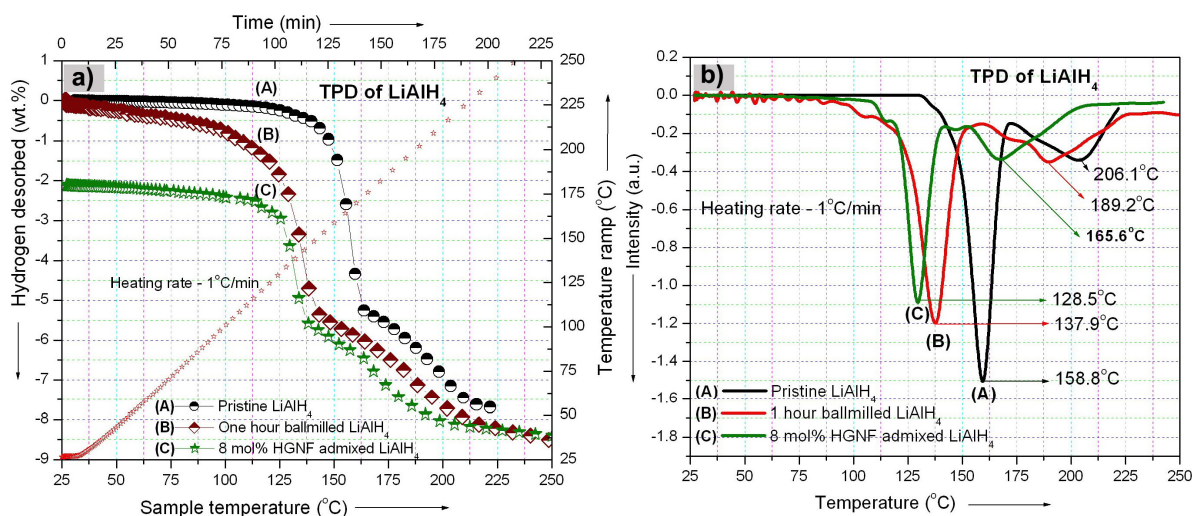 Time (min)
0 25 50 75 100 125 150 175 200 225 250
a)
TPD of LiAlH₄
(A)
(B)
(C)
Heating rate - 1°C/min
(A) Pristine LiAlH₄
(B) One hour ballmilled LiAlH₄
(C) 8 mol% HGNF admixed LiAlH₄
Hydrogen desorbed (wt.%)
1
0
-1
-2
-3
-4
-5
-6
-7
-8
-9
25 50 75 100 125 150 175 200 225 250
Sample temperature (°C)
Temperature ramp (°C)
250
225
200
175
150
125
100
75
50
25
b)
TPD of LiAlH₄
Heating rate - 1°C/min
206.1°C
189.2°C
165.6°C
128.5°C
137.9°C
158.8°C
(C)
(B)
(A)
(A) Pristine LiAlH₄
(B) 1 hour ballmilled LiAlH₄
(C) 8 mol% HGNF admixed LiAlH₄
Intensity (a.u.)
0.2
0.0
-0.2
-0.4
-0.6
-0.8
-1.0
-1.2
-1.4
-1.6
-1.8
25 50 75 100 125 150 175 200 225 250
Temperature (°C)